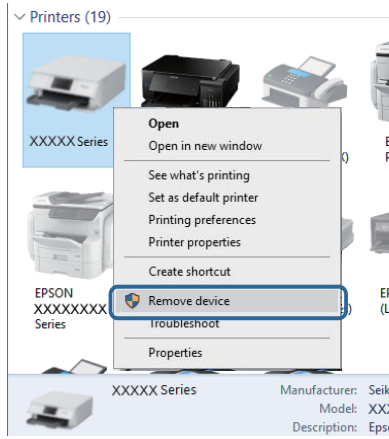 Printers (19)
XXXXX Series
Open
Open in new window
See what's printing
Set as default printer
Printing preferences
Printer properties
Create shortcut
Remove device
Troubleshoot
Properties
EPSON
XXXXXXXX
Series
XXXXX Series
Manufacturer:
Model:
Description: